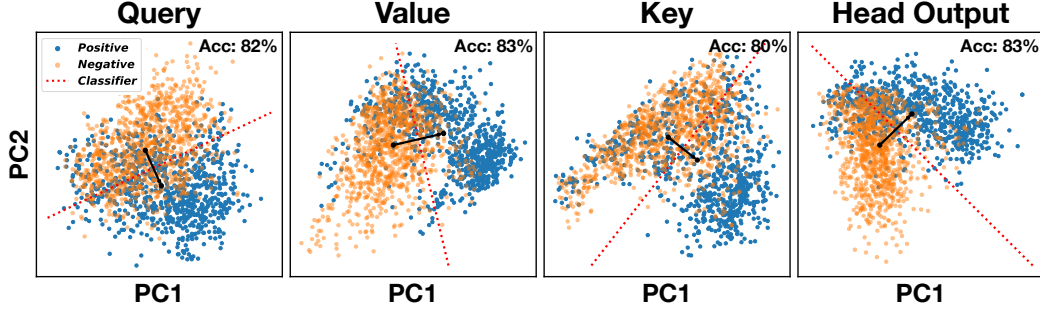 Query Value Key Head Output
Positive
Negative
Classifier
Acc: 82%
Acc: 83%
Acc: 80%
Acc: 83%
PC2
PC1 PC1 PC1 PC1